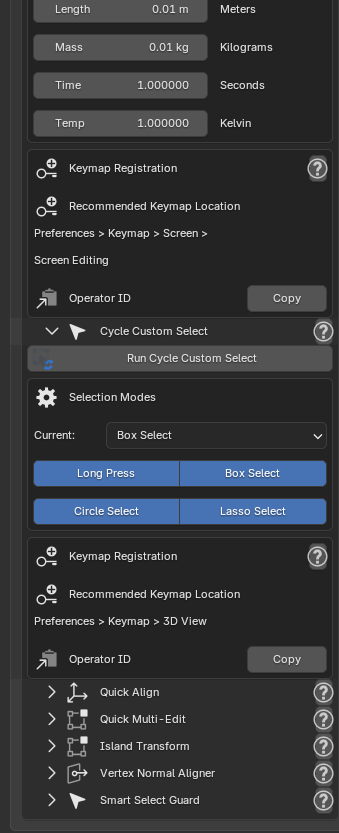 Length 0.01 m Meters
Mass 0.01 kg Kilograms
Time 1.000000 Seconds
Temp 1.000000 Kelvin
Keymap Registration ?
Recommended Keymap Location
Preferences > Keymap > Screen >
Screen Editing
Operator ID Copy
Cycle Custom Select ?
Run Cycle Custom Select
Selection Modes
Current: Box Select
Long Press Box Select
Circle Select Lasso Select
Keymap Registration ?
Recommended Keymap Location
Preferences > Keymap > 3D View
Operator ID Copy
Quick Align ?
Quick Multi-Edit ?
Island Transform ?
Vertex Normal Aligner ?
Smart Select Guard ?